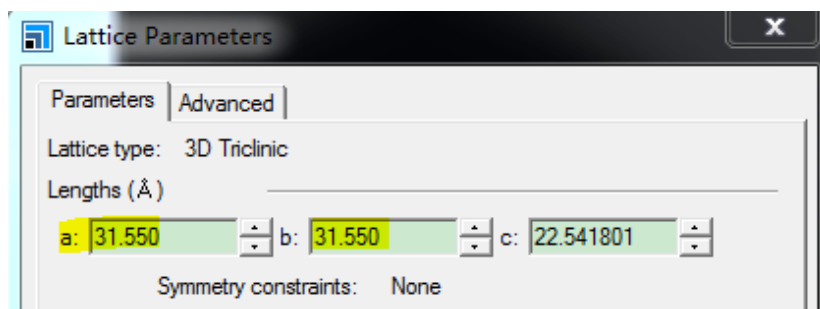 Lattice Parameters
x
Parameters Advanced
Lattice type: 3D Triclinic
Lengths (Å)
a: 31.550 b: 31.550 c: 22.541801
Symmetry constraints: None